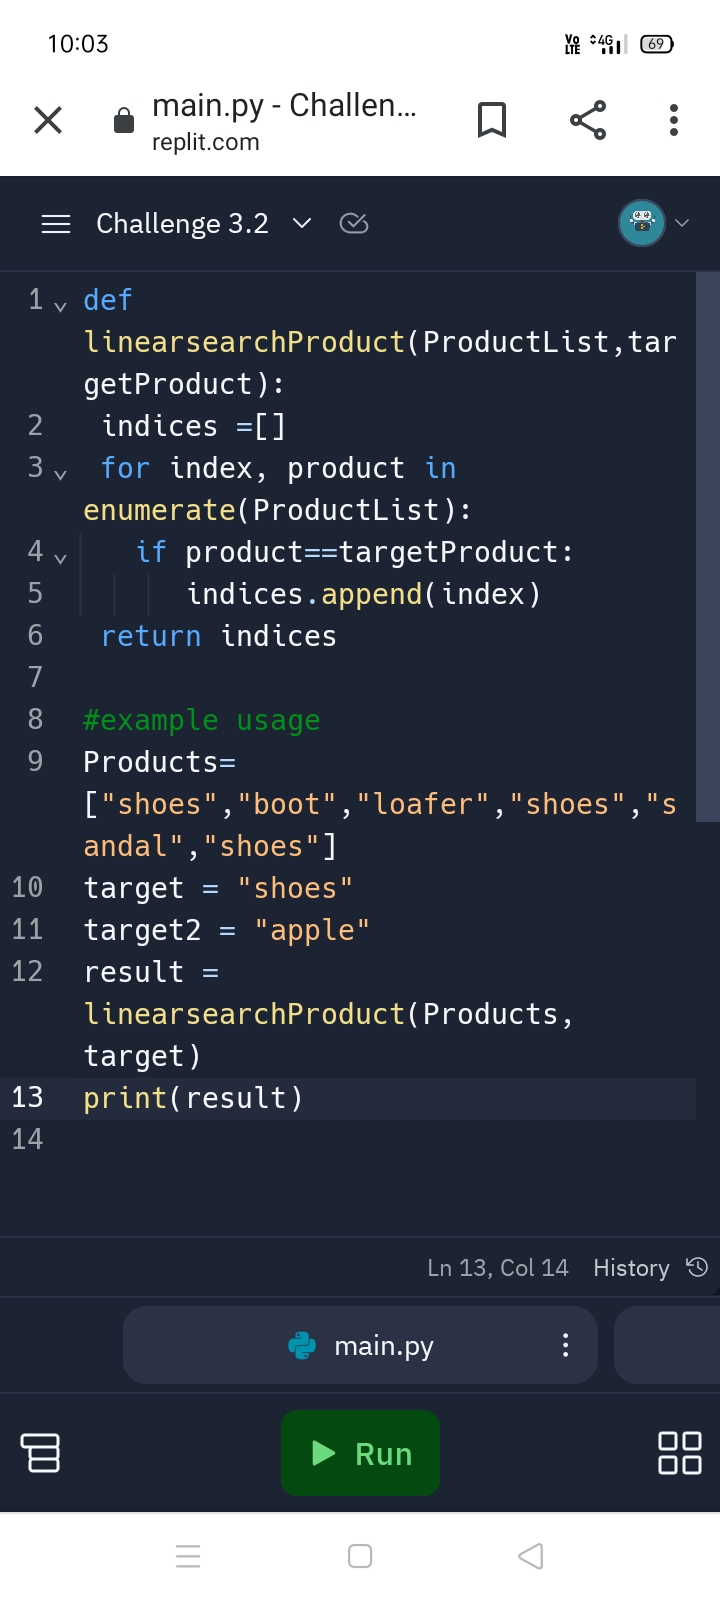 10:03
Vo LTE 4G 69
main.py - Challen...
replit.com
Challenge 3.2
1 def
linearsearchProduct(ProductList,tar
getProduct):
2 indices =[]
3 for index, product in
enumerate(ProductList):
4 if product==targetProduct:
5 indices.append(index)
6 return indices
7
8 #example usage
9 Products=
["shoes","boot","loafer","shoes","s
andal","shoes"]
10 target = "shoes"
11 target2 = "apple"
12 result =
linearsearchProduct(Products,
target)
13 print(result)
14
Ln 13, Col 14 History
main.py
Run